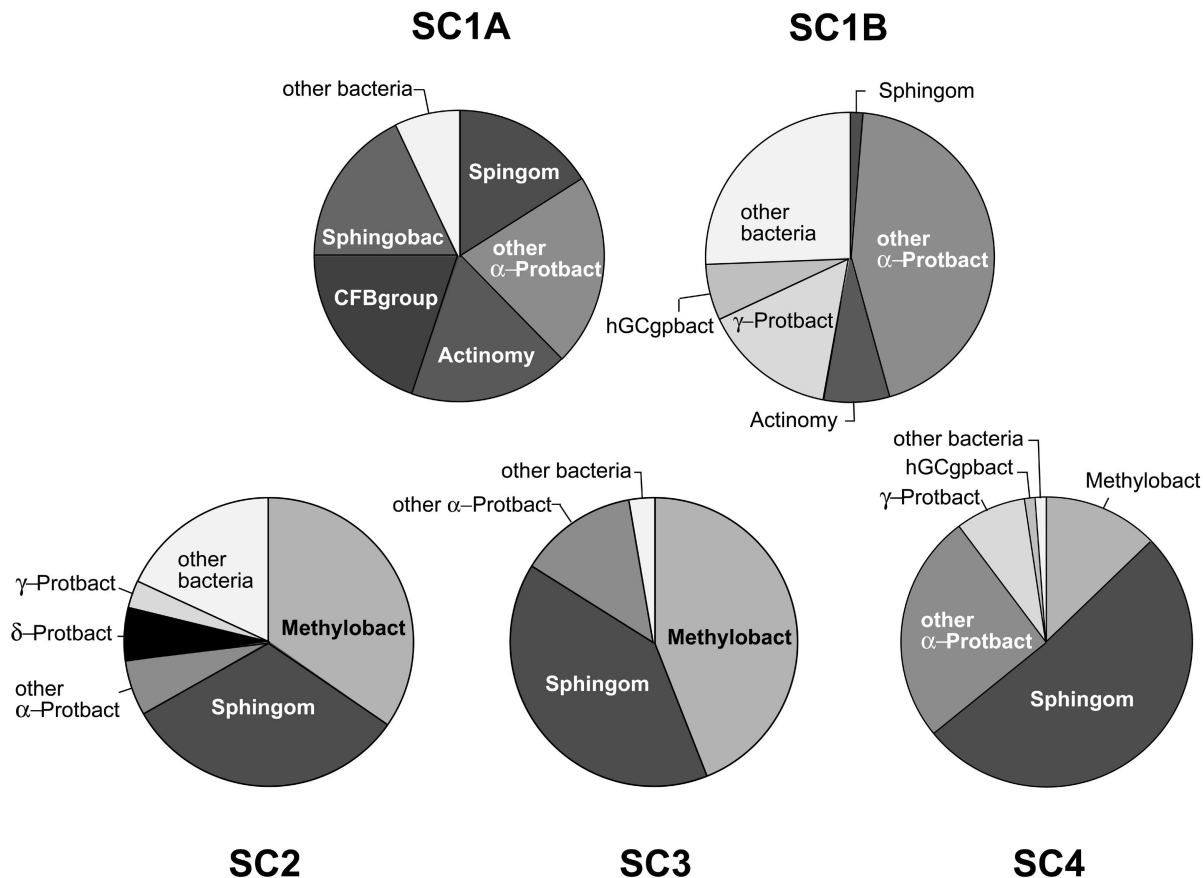 SC1A
other bacteria
Spingom
other
α–Protbact
Actinomy
CFBgroup
Sphingobac
SC1B
Sphingom
other
α–Protbact
Actinomy
γ–Protbact
hGCgpbact
other
bacteria
Methylobact
Sphingom
other
α–Protbact
δ–Protbact
γ–Protbact
other
bacteria
SC2
other bacteria
other α–Protbact
Methylobact
Sphingom
SC3
other bacteria
hGCgpbact
γ–Protbact
Methylobact
other
α–Protbact
Sphingom
SC4